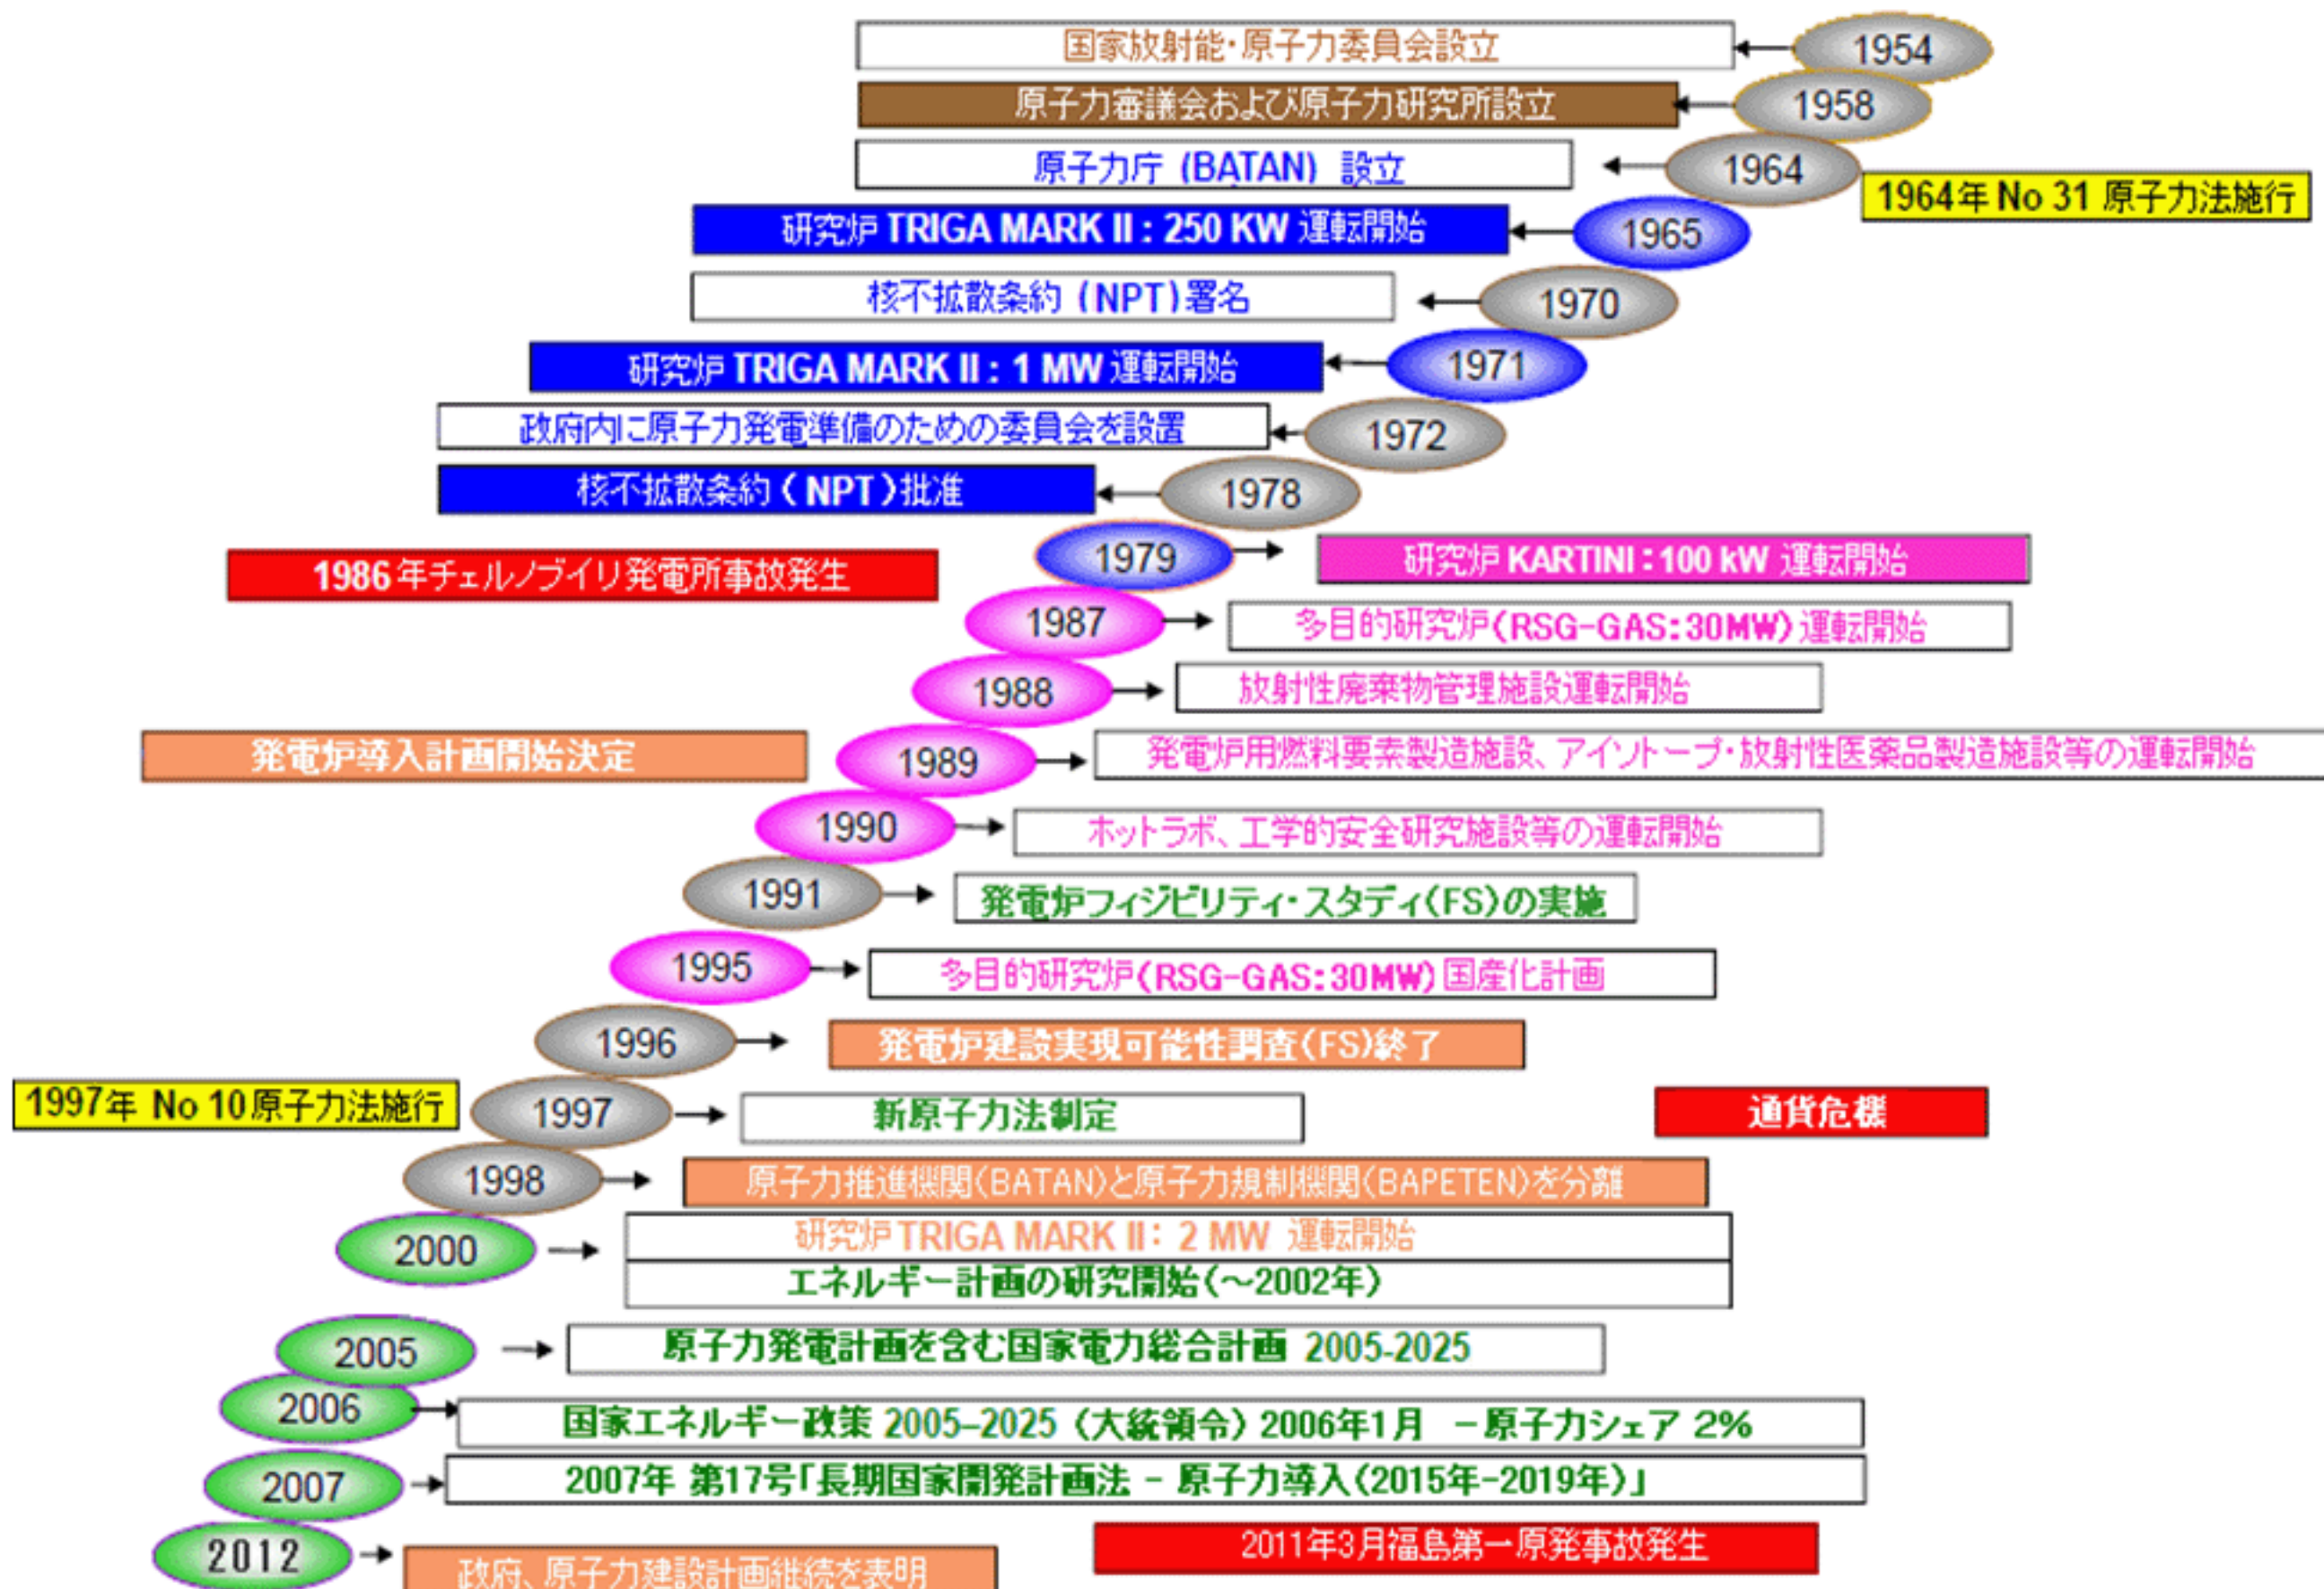 国家放射能・原子力委員会設立 1954
原子力審議会および原子力研究所設立 1958
原子力庁 (BATAN) 設立 1964
1964年 No 31 原子力法施行
研究炉 TRIGA MARK II : 250 KW 運転開始 1965
核不拡散条約 (NPT)署名 1970
研究炉 TRIGA MARK II : 1 MW 運転開始 1971
政府内に原子力発電準備のための委員会を設置 1972
核不拡散条約 (NPT)批准 1978
1979 研究炉 KARTINI:100 kW 運転開始
1986年チェルノブイリ発電所事故発生
1987 多目的研究炉(RSG-GAS:30MW)運転開始
1988 放射性廃棄物管理施設運転開始
発電炉導入計画開始決定
1989 発電炉用燃料要素製造施設、アイソトープ・放射性医薬品製造施設等の運転開始
1990 ホットラボ、工学的安全研究施設等の運転開始
1991 発電炉フィジビリティ・スタディ(FS)の実施
1995 多目的研究炉(RSG-GAS:30MW)国産化計画
1996 発電炉建設実現可能性調査(FS)終了
1997年 No 10原子力法施行
1997 新原子力法制定
通貨危機
1998 原子力推進機関(BATAN)と原子力規制機関(BAPETEN)を分離
2000 研究炉 TRIGA MARK II: 2 MW 運転開始
エネルギー計画の研究開始(～2002年)
2005 原子力発電計画を含む国家電力総合計画 2005-2025
2006 国家エネルギー政策 2005–2025 (大統領令) 2006年1月 －原子力シェア 2%
2007 2007年 第17号「長期国家開発計画法 － 原子力導入(2015年-2019年)」
2012 政府、原子力建設計画継続を表明
2011年3月福島第一原発事故発生